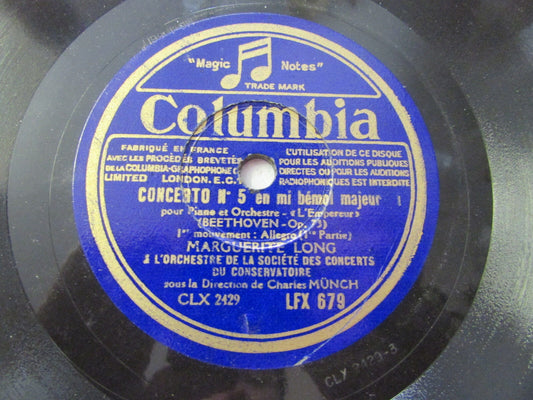 "Magic Notes"
TRADE MARK
Columbia
FABRIQUÉ EN FRANCE
AVEC LES PROCÉDÉS BREVETÉS
DE LA COLUMBIA-GRAPHOPHONE
LIMITED LONDON. E.C.
L'UTILISATION DE CE DISQUE
POUR LES AUDITIONS PUBLIQUES
DIRECTES OU POUR LES AUDITIONS
RADIOPHONIQUES EST INTERDITE
CONCERTO N° 5 en mi bémol majeur
pour Piano et Orchestre - « L'Empereur »
(BEETHOVEN - Op. 73)
1er mouvement : Allegro (1re Partie)
MARGUERITE LONG
& L'ORCHESTRE DE LA SOCIÉTÉ DES CONCERTS
DU CONSERVATOIRE
sous la Direction de Charles MÜNCH
CLX 2429 LFX 679
CLX 2429-3